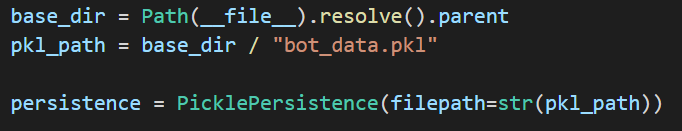 base_dir = Path(__file__).resolve().parent
pkl_path = base_dir / "bot_data.pkl"
persistence = PicklePersistence(filepath=str(pkl_path))